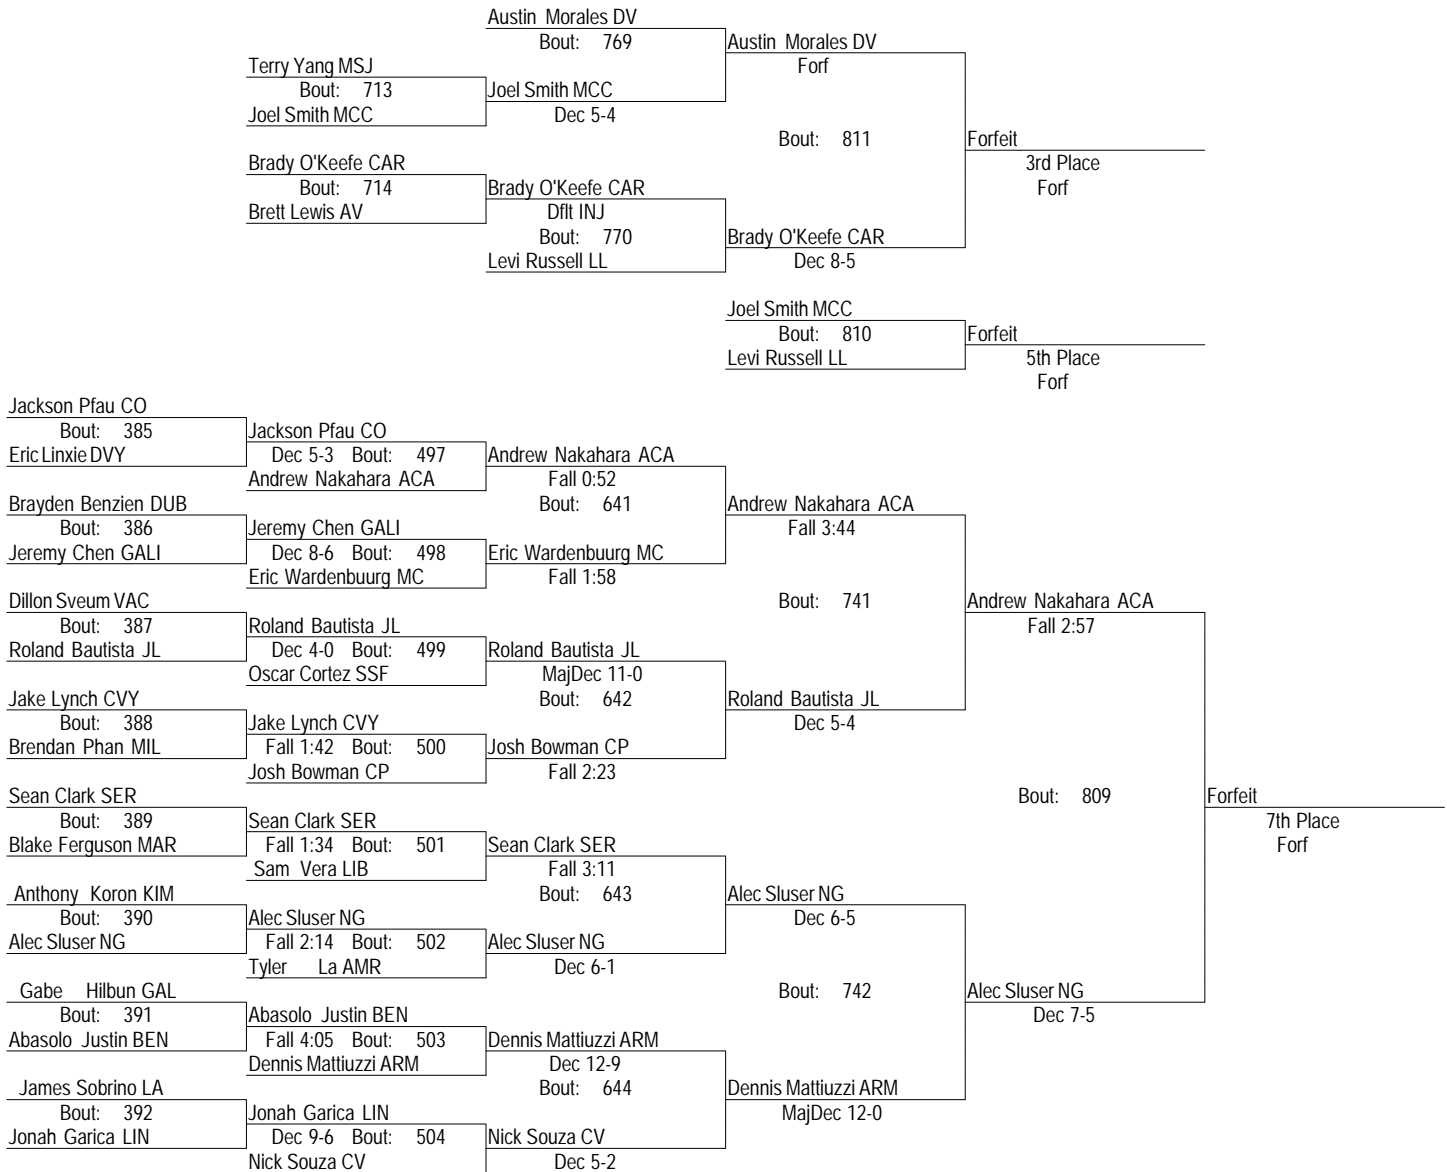 Austin Morales DV
Bout: 769 Austin Morales DV
Terry Yang MSJ Forf
Bout: 713 Joel Smith MCC
Joel Smith MCC Dec 5-4
Bout: 811 Forfeit
Brady O'Keefe CAR 3rd Place
Bout: 714 Brady O'Keefe CAR Forf
Brett Lewis AV Dflt INJ
Bout: 770 Brady O'Keefe CAR
Levi Russell LL Dec 8-5
Joel Smith MCC
Bout: 810 Forfeit
Levi Russell LL 5th Place
Forf
Jackson Pfau CO
Bout: 385 Jackson Pfau CO
Eric Linxie DVY Dec 5-3 Bout: 497 Andrew Nakahara ACA
Andrew Nakahara ACA Fall 0:52
Brayden Benzien DUB Bout: 641 Andrew Nakahara ACA
Bout: 386 Jeremy Chen GALI Fall 3:44
Jeremy Chen GALI Dec 8-6 Bout: 498 Eric Wardenbuurg MC
Eric Wardenbuurg MC Fall 1:58
Dillon Sveum VAC Bout: 741 Andrew Nakahara ACA
Bout: 387 Roland Bautista JL Fall 2:57
Roland Bautista JL Dec 4-0 Bout: 499 Roland Bautista JL
Oscar Cortez SSF MajDec 11-0
Jake Lynch CVY Bout: 642 Roland Bautista JL
Bout: 388 Jake Lynch CVY Dec 5-4
Brendan Phan MIL Fall 1:42 Bout: 500 Josh Bowman CP
Josh Bowman CP Fall 2:23
Sean Clark SER Bout: 809 Forfeit
Bout: 389 Sean Clark SER 7th Place
Blake Ferguson MAR Fall 1:34 Bout: 501 Sean Clark SER Forf
Sam Vera LIB Fall 3:11
Anthony Koron KIM Bout: 643 Alec Sluser NG
Bout: 390 Alec Sluser NG Dec 6-5
Alec Sluser NG Fall 2:14 Bout: 502 Alec Sluser NG
Tyler La AMR Dec 6-1
Gabe Hilbun GAL Bout: 742 Alec Sluser NG
Bout: 391 Abasolo Justin BEN Dec 7-5
Abasolo Justin BEN Fall 4:05 Bout: 503 Dennis Mattiuzzi ARM
Dennis Mattiuzzi ARM Dec 12-9
James Sobrino LA Bout: 644 Dennis Mattiuzzi ARM
Bout: 392 Jonah Garica LIN MajDec 12-0
Jonah Garica LIN Dec 9-6 Bout: 504 Nick Souza CV
Nick Souza CV Dec 5-2